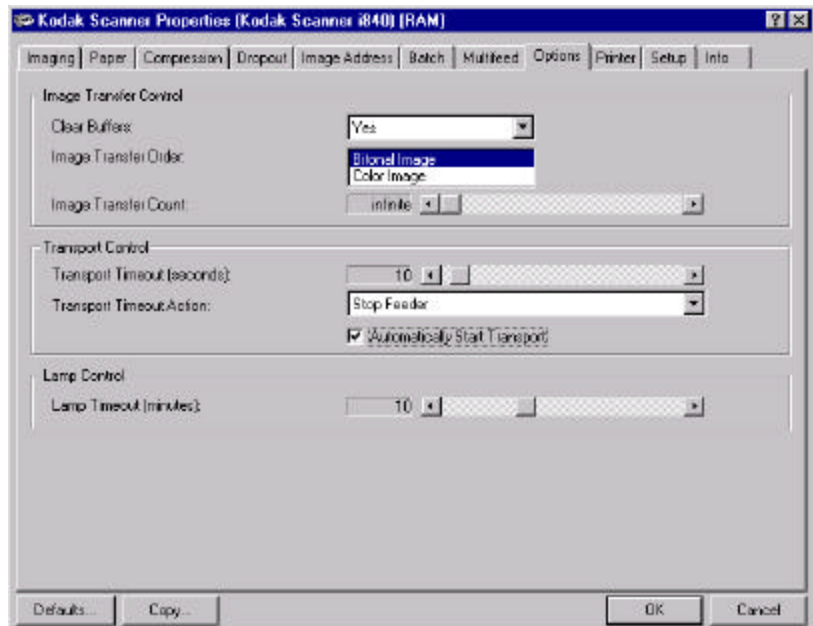 Kodak Scanner Properties (Kodak Scanner i840) [RAM]
Imaging Paper Compression Dropout Image Address Batch Multifeed Options Printer Setup Info
Image Transfer Control
Clear Buffers: Yes
Image Transfer Order: Bitonal Image
Color Image
Image Transfer Count: infinite
Transport Control
Transport Timeout (seconds): 10
Transport Timeout Action: Stop Feeder
Automatically Start Transport
Lamp Control
Lamp Timeout (minutes): 10
Defaults... Copy... OK Cancel